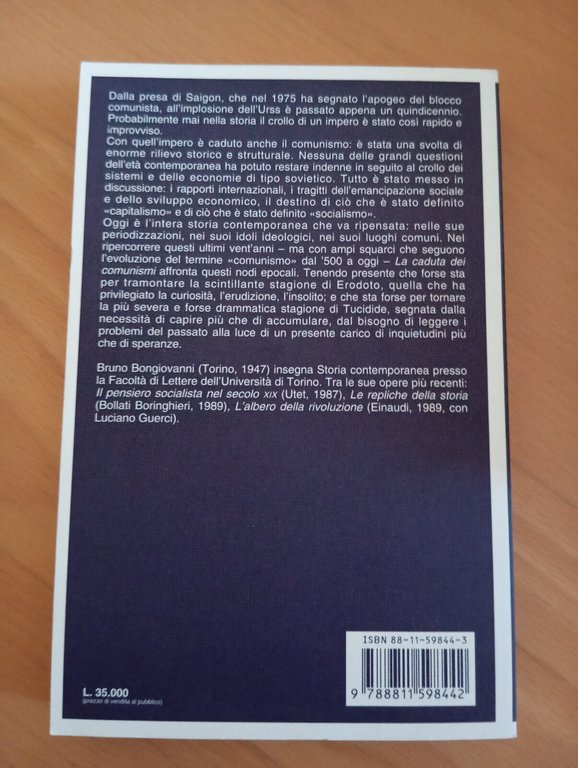 Dalla presa di Saigon, che nel 1975 ha segnato l'apogeo del blocco
comunista, all'implosione dell'Urss è passato appena un quindicennio.
Probabilmente mai nella storia il crollo di un impero è stato così rapido e
improvviso.
Con quell'impero è caduto anche il comunismo: è stata una svolta di
enorme rilievo storico e strutturale. Nessuna delle grandi questioni
dell'età contemporanea ha potuto restare indenne in seguito al crollo dei
sistemi e delle economie di tipo sovietico. Tutto è stato messo in
discussione: i rapporti internazionali, i tragitti dell'emancipazione sociale
e dello sviluppo economico, il destino di ciò che è stato definito
«capitalismo» e di ciò che è stato definito «socialismo».
Oggi è l'intera storia contemporanea che va ripensata: nelle sue
periodizzazioni, nei suoi idoli ideologici, nei suoi luoghi comuni. Nel
ripercorrere questi ultimi vent'anni – ma con ampi squarci che seguono
l'evoluzione del termine «comunismo» dal '500 a oggi – La caduta dei
comunismi affronta questi nodi epocali. Tenendo presente che forse sta
per tramontare la scintillante stagione di Erodoto, quella che ha
privilegiato la curiosità, l'erudizione, l'insolito; e che sta forse per tornare
la più severa e forse drammatica stagione di Tucidide, segnata dalla
necessità di capire più che di accumulare, dal bisogno di leggere i
problemi del passato alla luce di un presente carico di inquietudini più
che di speranze.
Bruno Bongiovanni (Torino, 1947) insegna Storia contemporanea presso
la Facoltà di Lettere dell'Università di Torino. Tra le sue opere più recenti:
Il pensiero socialista nel secolo XIX (Utet, 1987), Le repliche della storia
(Bollati Boringhieri, 1989), L'albero della rivoluzione (Einaudi, 1989, con
Luciano Guerci).
ISBN 88-11-59844-3
9 788811 598442
L. 35.000
(prezzo di vendita al pubblico)